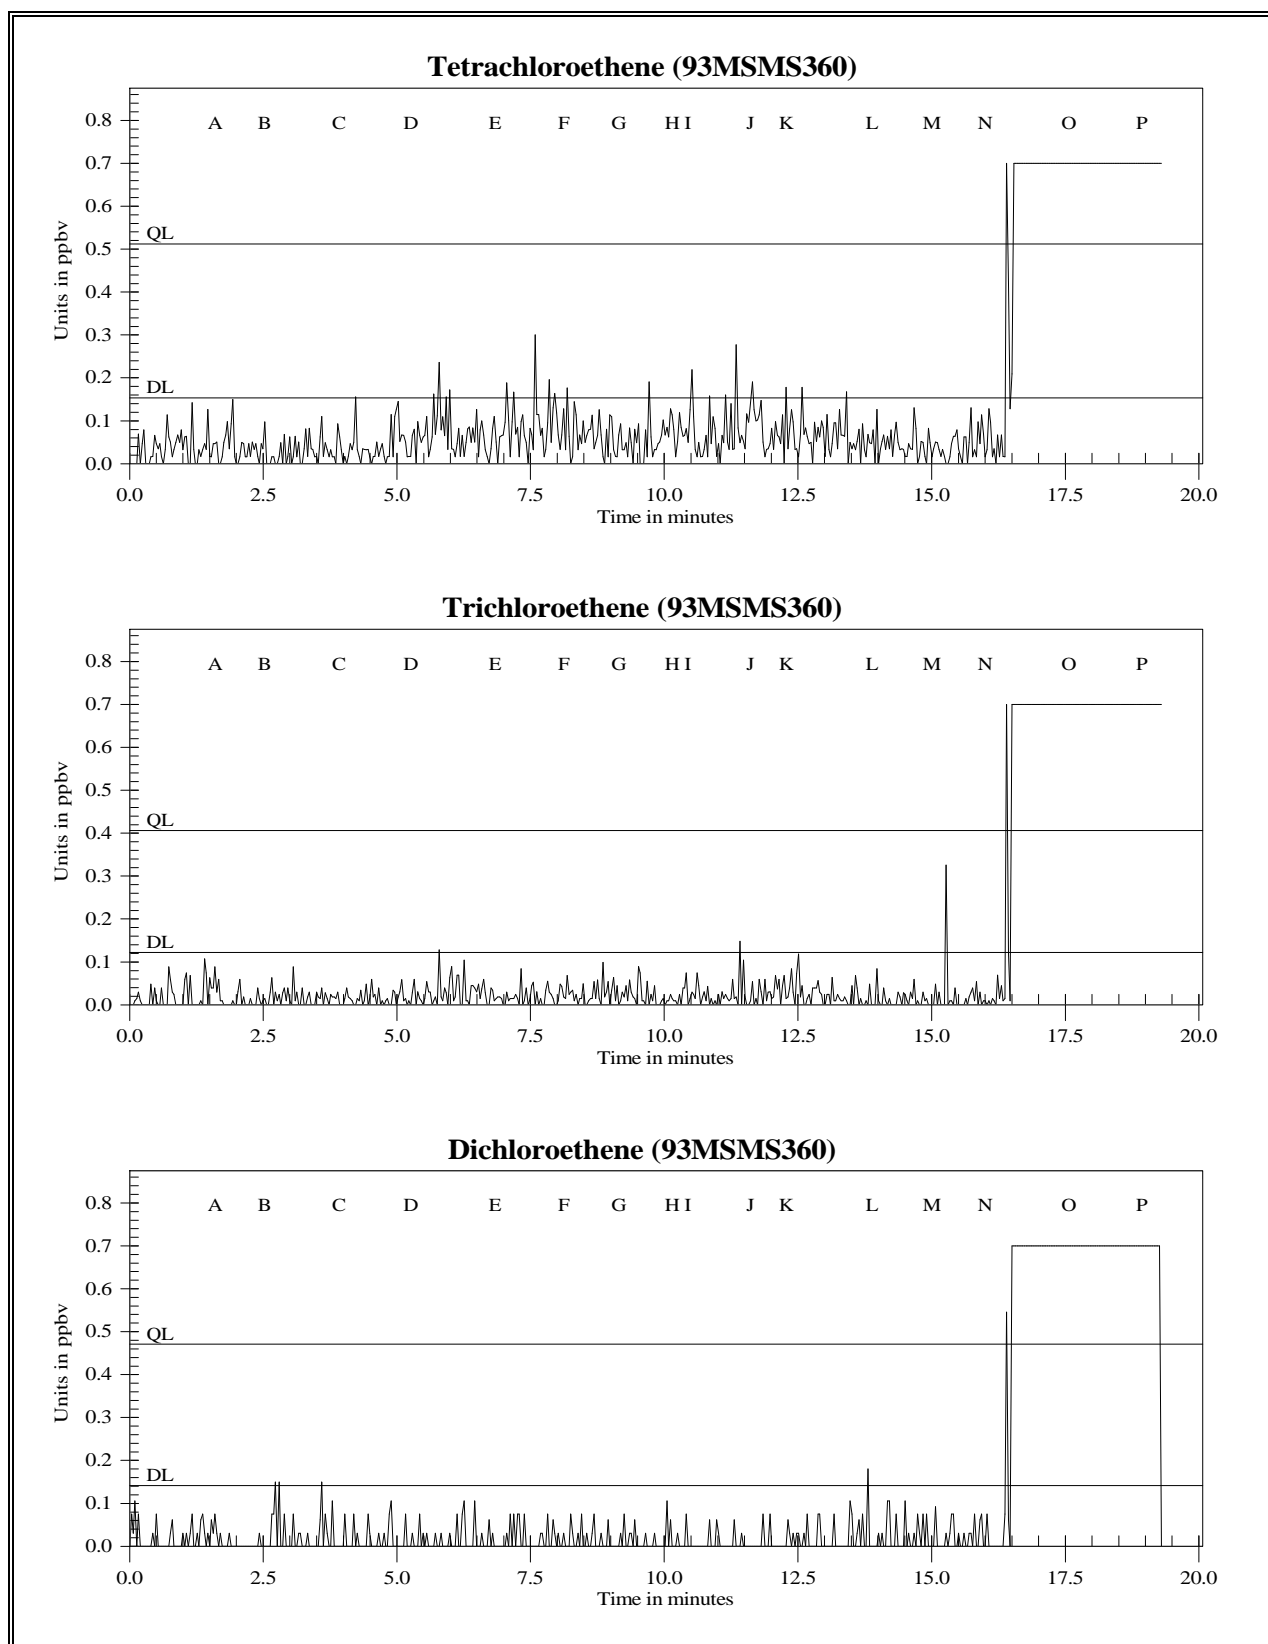 Tetrachloroethene (93MSMS360)
A B C D E F G H I J K L M N O P
0.8
0.7
0.6
QL
0.5
0.4
0.3
0.2
DL
0.1
0.0
Units in ppbv
0.0 2.5 5.0 7.5 10.0 12.5 15.0 17.5 20.0
Time in minutes
Trichloroethene (93MSMS360)
A B C D E F G H I J K L M N O P
0.8
0.7
0.6
0.5
QL
0.4
0.3
0.2
DL
0.1
0.0
Units in ppbv
0.0 2.5 5.0 7.5 10.0 12.5 15.0 17.5 20.0
Time in minutes
Dichloroethene (93MSMS360)
A B C D E F G H I J K L M N O P
0.8
0.7
0.6
0.5
QL
0.4
0.3
0.2
DL
0.1
0.0
Units in ppbv
0.0 2.5 5.0 7.5 10.0 12.5 15.0 17.5 20.0
Time in minutes